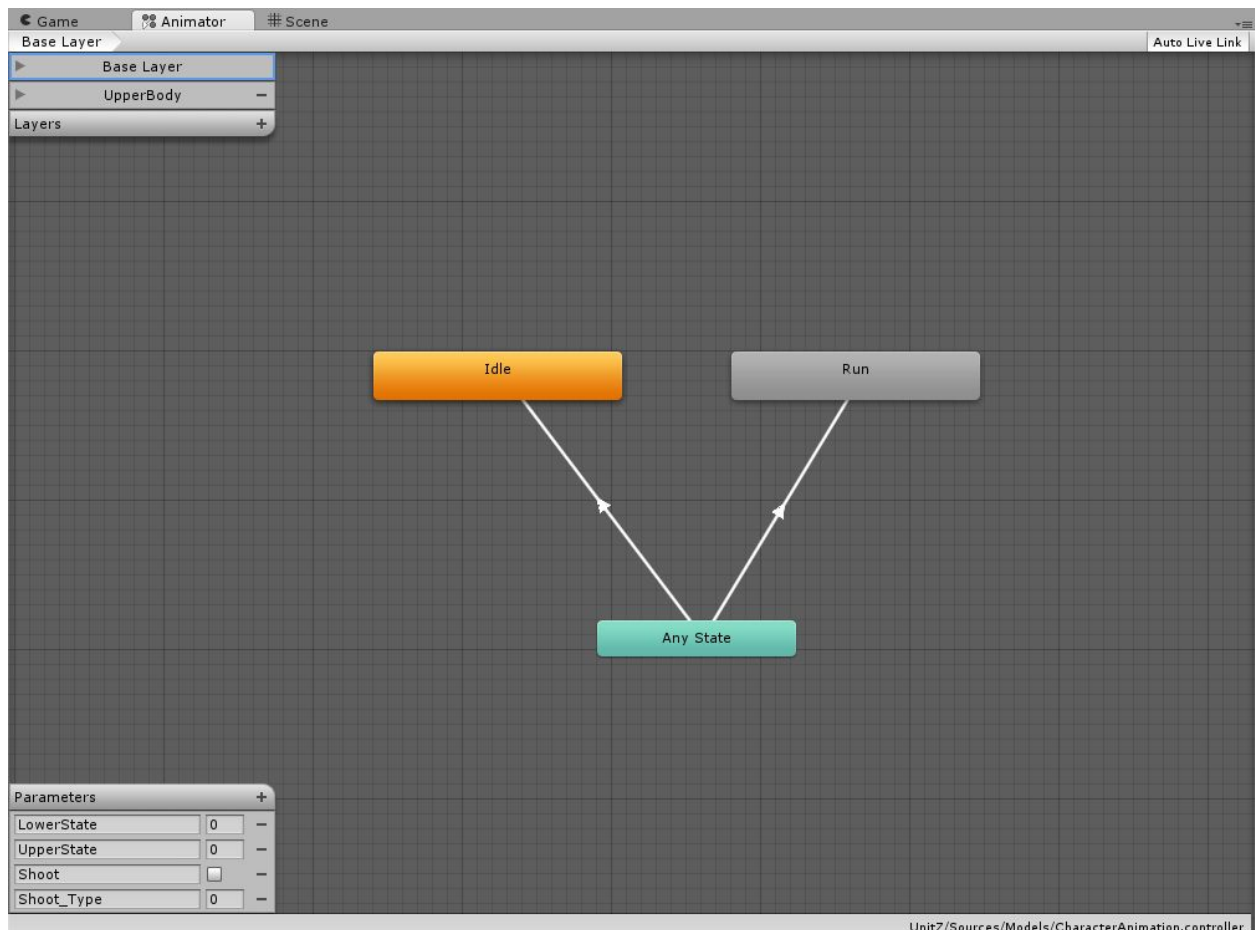 Game Animator Scene
Base Layer Auto Live Link
Base Layer
UpperBody
Layers
Idle Run
Any State
Parameters
LowerState 0
UpperState 0
Shoot
Shoot_Type 0
UnitZ/Sources/Models/CharacterAnimation.controller